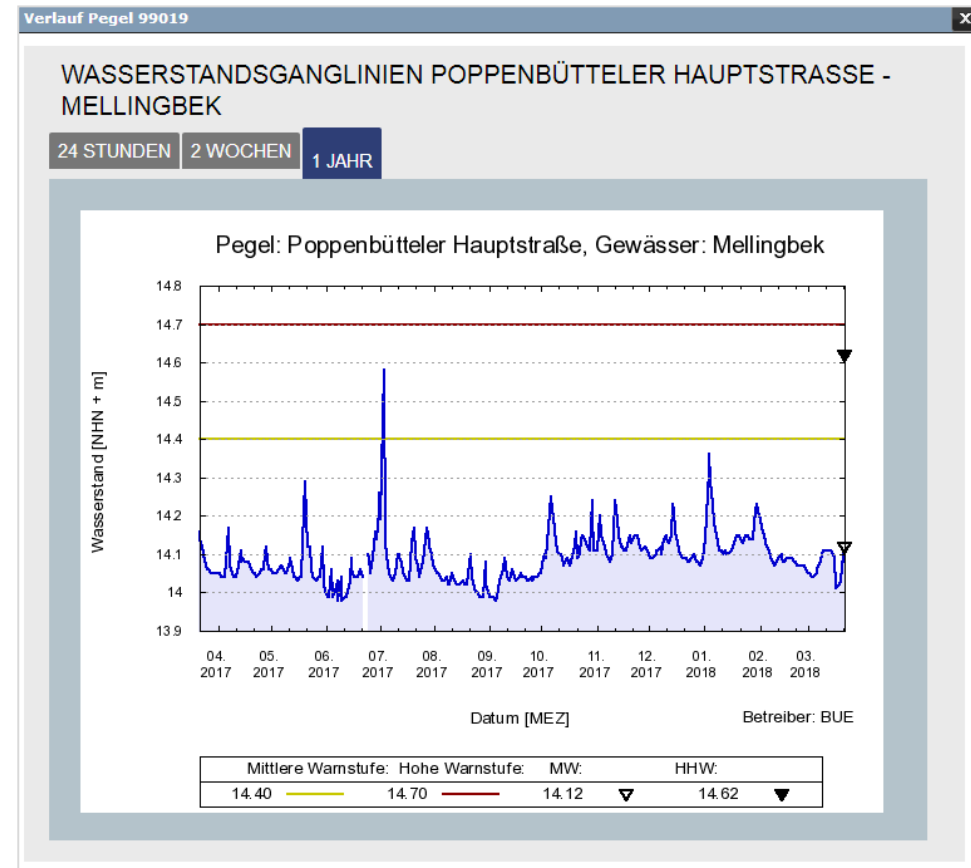 Verlauf Pegel 99019
X
WASSERSTANDSGANGLINIEN POPPENBÜTTELER HAUPTSTRASSE -
MELLINGBEK
24 STUNDEN
2 WOCHEN
1 JAHR
Pegel: Poppenbütteler Hauptstraße, Gewässer: Mellingbek
Wasserstand [NHN + m]
14.8
14.7
14.6
14.5
14.4
14.3
14.2
14.1
14
13.9
04. 05. 06. 07. 08. 09. 10. 11. 12. 01. 02. 03.
2017 2017 2017 2017 2017 2017 2017 2017 2017 2018 2018 2018
Datum [MEZ]
Betreiber: BUE
Mittlere Warnstufe: Hohe Warnstufe: MW: HHW:
14.40 14.70 14.12 14.62